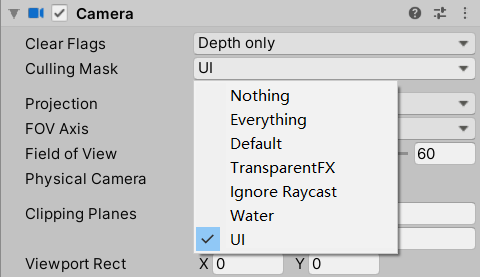 Camera
Clear Flags Depth only
Culling Mask UI
Nothing
Projection
Everything
FOV Axis
Default
Field of View 60
TransparentFX
Physical Camera
Ignore Raycast
Clipping Planes
Water
UI
Viewport Rect X 0 Y 0